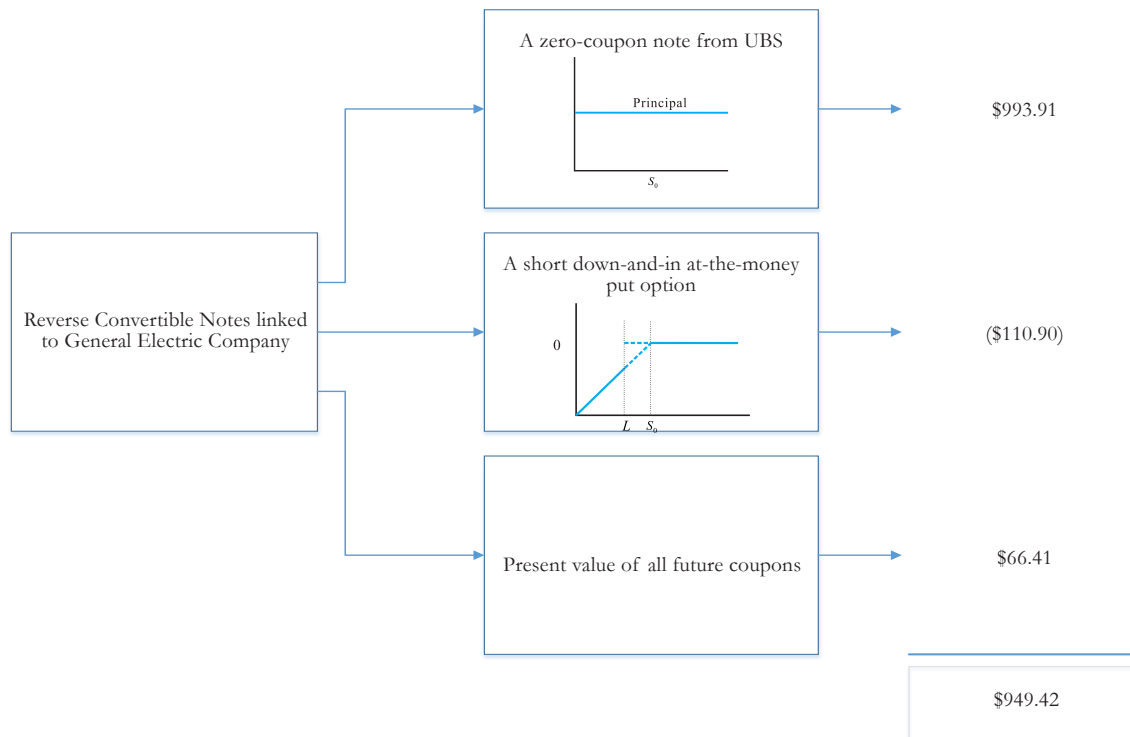 A zero-coupon note from UBS
Principal
S₀
$993.91
Reverse Convertible Notes linked
to General Electric Company
A short down-and-in at-the-money
put option
0
L S₀
($110.90)
Present value of all future coupons
$66.41
$949.42